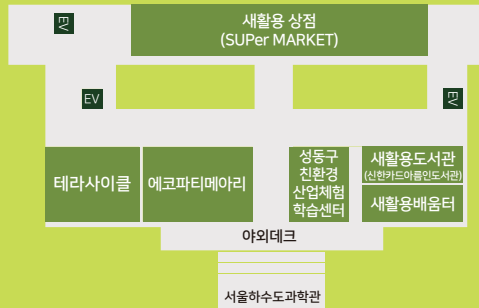 EV
새활용 상점
(SUPer MARKET)
EV
EV
테라사이클
에코파티메아리
성동구
친환경
산업체험
학습센터
새활용도서관
(신한카드아름인도서관)
새활용배움터
야외데크
서울하수도과학관